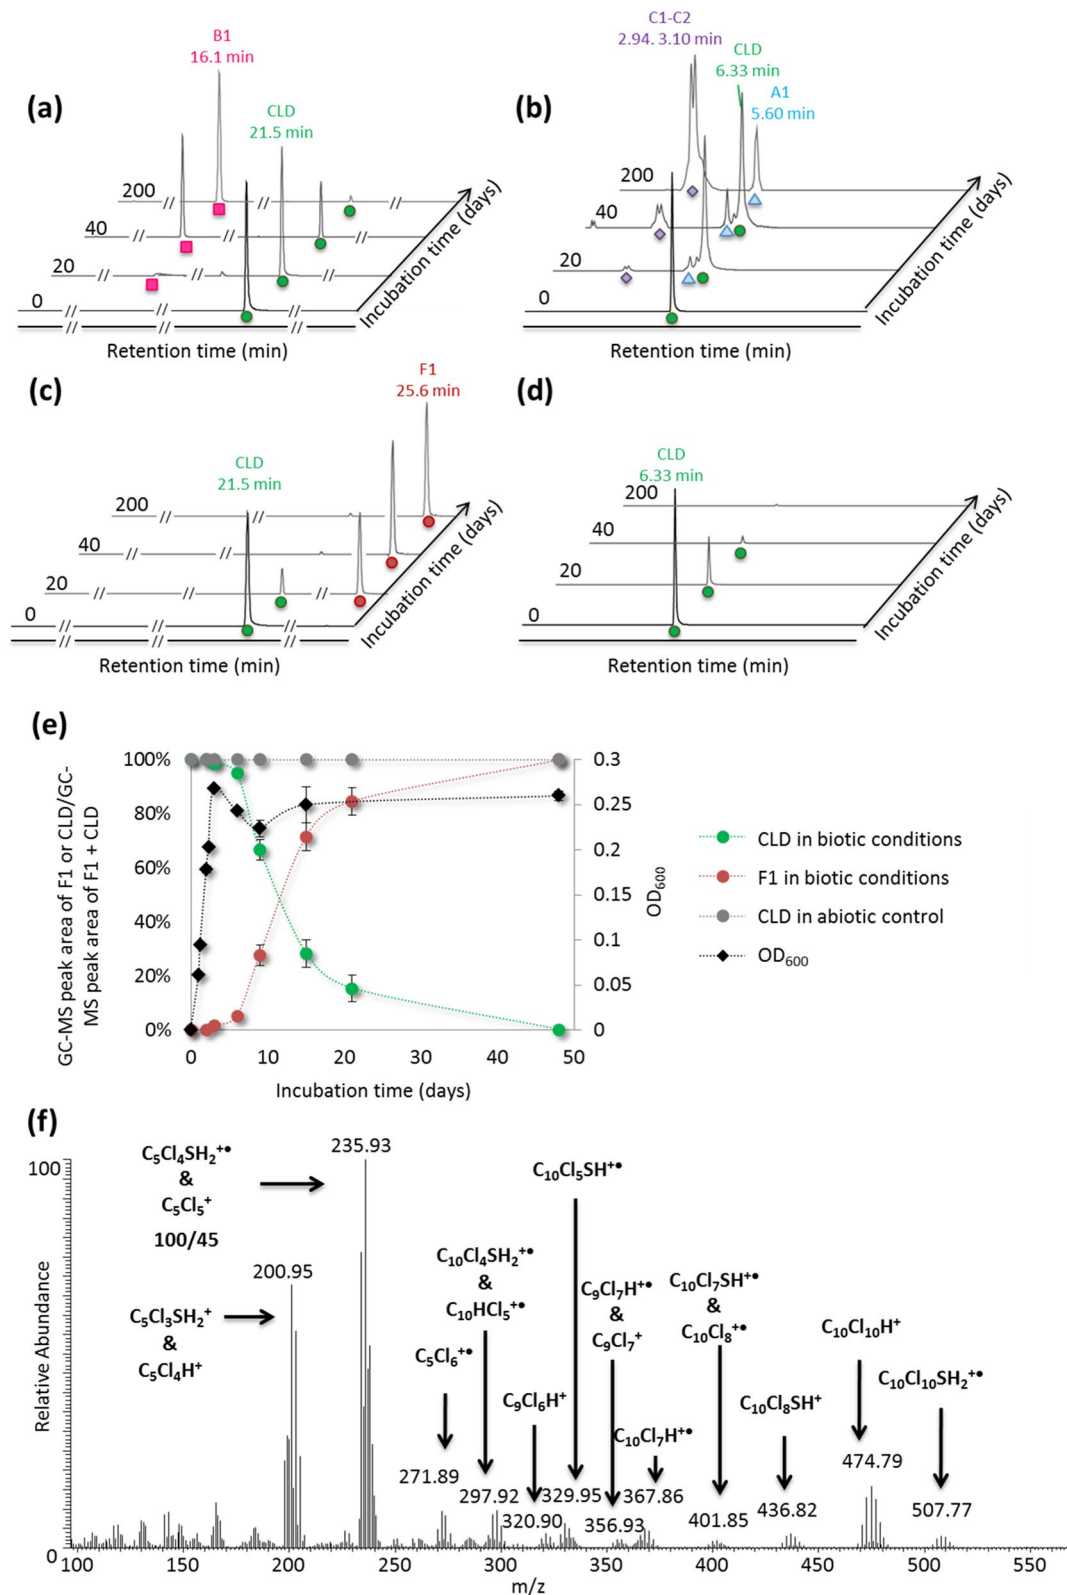 (a)
B1
16.1 min
CLD
21.5 min
200
40
20
0
Incubation time (days)
Retention time (min)
(b)
C1-C2
2.94. 3.10 min
CLD
6.33 min
A1
5.60 min
200
40
20
0
Incubation time (days)
Retention time (min)
(c)
F1
25.6 min
CLD
21.5 min
200
40
20
0
Incubation time (days)
Retention time (min)
(d)
CLD
6.33 min
200
40
20
0
Incubation time (days)
Retention time (min)
(e)
GC-MS peak area of F1 or CLD/GC-
MS peak area of F1 + CLD
100%
80%
60%
40%
20%
0%
0 10 20 30 40 50
Incubation time (days)
0.3
0.25
0.2
0.15
0.1
0.05
0
OD₆₀₀
CLD in biotic conditions
F1 in biotic conditions
CLD in abiotic control
OD₆₀₀
(f)
Relative Abundance
100
0
C₅Cl₄SH₂⁺•
&
C₅Cl₅⁺
100/45
C₅Cl₃SH₂⁺
&
C₅Cl₄H⁺
200.95
235.93
C₅Cl₆⁺•
271.89
C₁₀Cl₄SH₂⁺•
&
C₁₀HCl₅⁺•
297.92
C₉Cl₆H⁺
320.90
C₁₀Cl₅SH⁺•
329.95
C₉Cl₇H⁺•
&
C₉Cl₇⁺
356.93
C₁₀Cl₇H⁺•
367.86
C₁₀Cl₇SH⁺•
&
C₁₀Cl₈⁺•
401.85
C₁₀Cl₈SH⁺
436.82
C₁₀Cl₁₀H⁺
474.79
C₁₀Cl₁₀SH₂⁺•
507.77
100 150 200 250 300 350 400 450 500 550
m/z